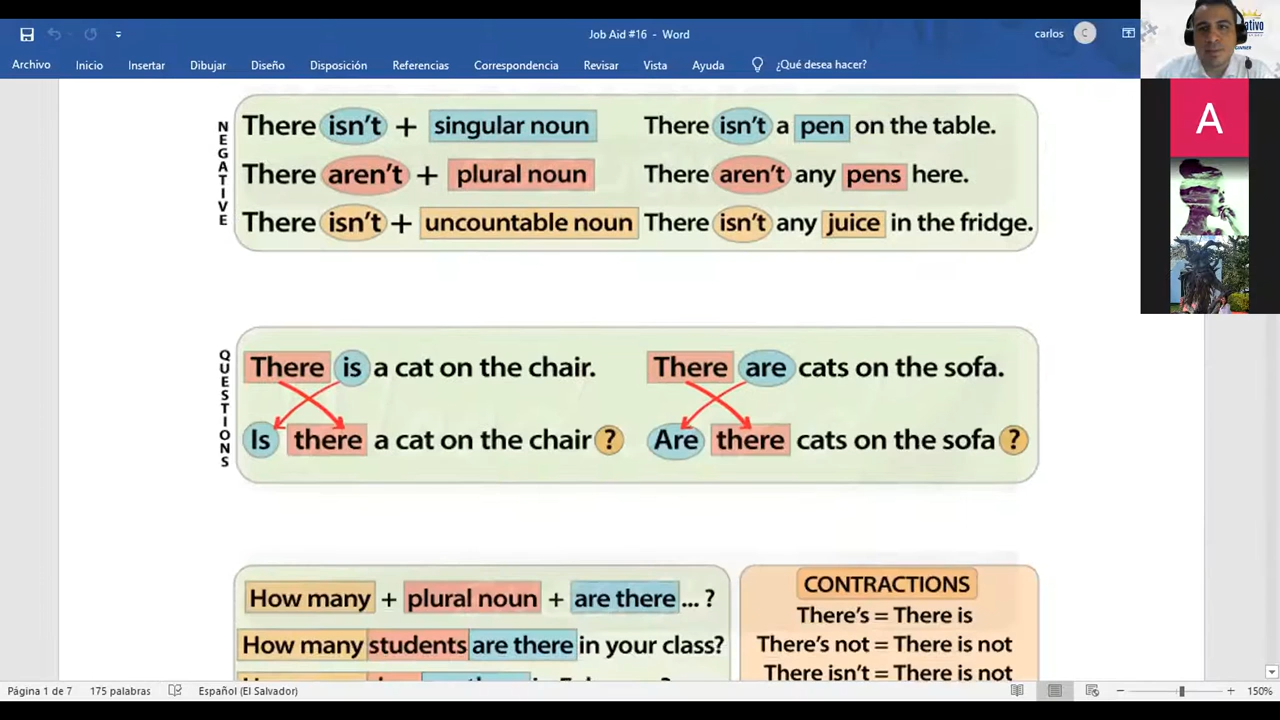 Job Aid #16 - Word
carlos
C
Archivo Inicio Insertar Dibujar Diseño Disposición Referencias Correspondencia Revisar Vista Ayuda ¿Qué desea hacer?
NEGATIVE
There isn't + singular noun There isn't a pen on the table.
There aren't + plural noun There aren't any pens here.
There isn't + uncountable noun There isn't any juice in the fridge.
QUESTIONS
There is a cat on the chair. There are cats on the sofa.
Is there a cat on the chair? Are there cats on the sofa?
How many + plural noun + are there ... ?
How many students are there in your class?
CONTRACTIONS
There's = There is
There's not = There is not
There isn't = There is not
A
Página 1 de 7 175 palabras Español (El Salvador) 150%